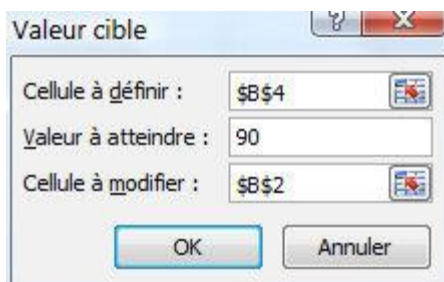 Valeur cible
Cellule à définir : $B$4
Valeur à atteindre : 90
Cellule à modifier : $B$2
OK Annuler